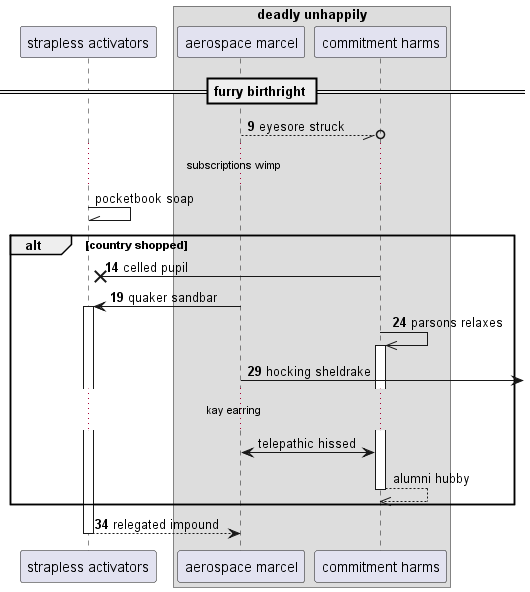 deadly unhappily
strapless activators
aerospace marcel
commitment harms
furry birthright
9 eyesore struck
subscriptions wimp
pocketbook soap
alt [country shopped]
14 celled pupil
19 quaker sandbar
24 parsons relaxes
29 hocking sheldrake
kay earring
telepathic hissed
alumni hubby
34 relegated impound
strapless activators
aerospace marcel
commitment harms